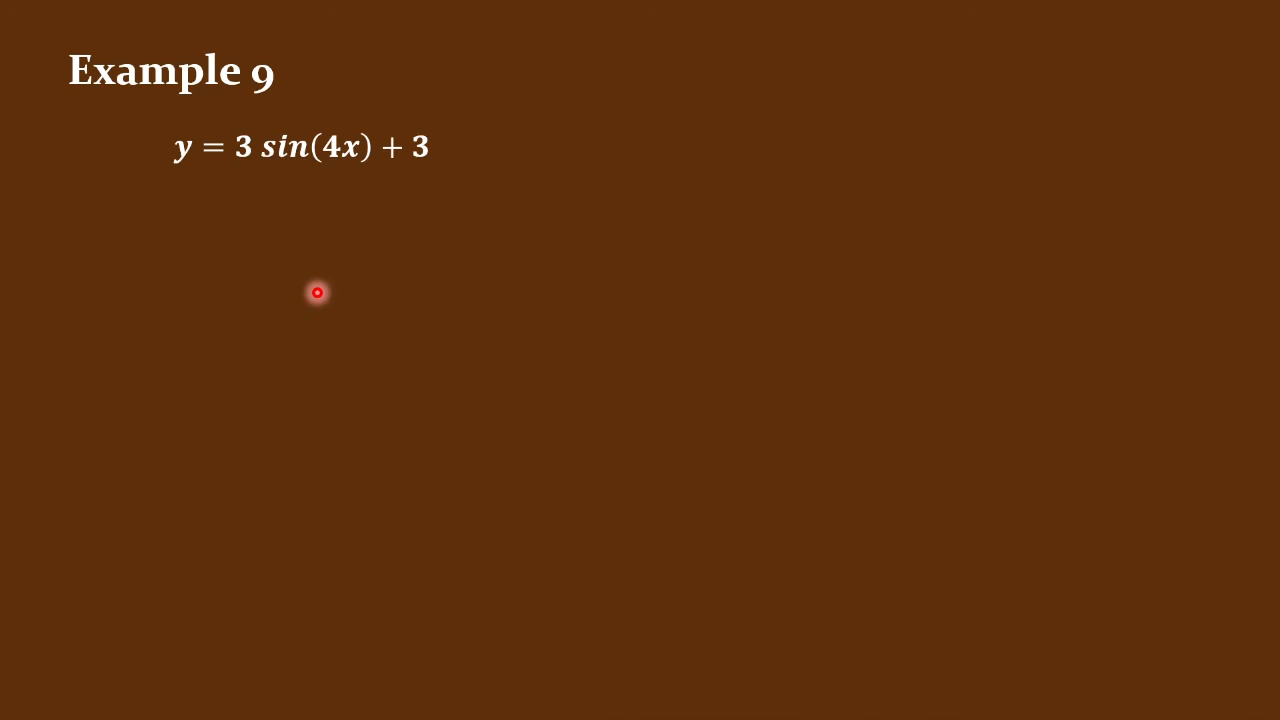 Example 9
y = 3 sin(4x) + 3